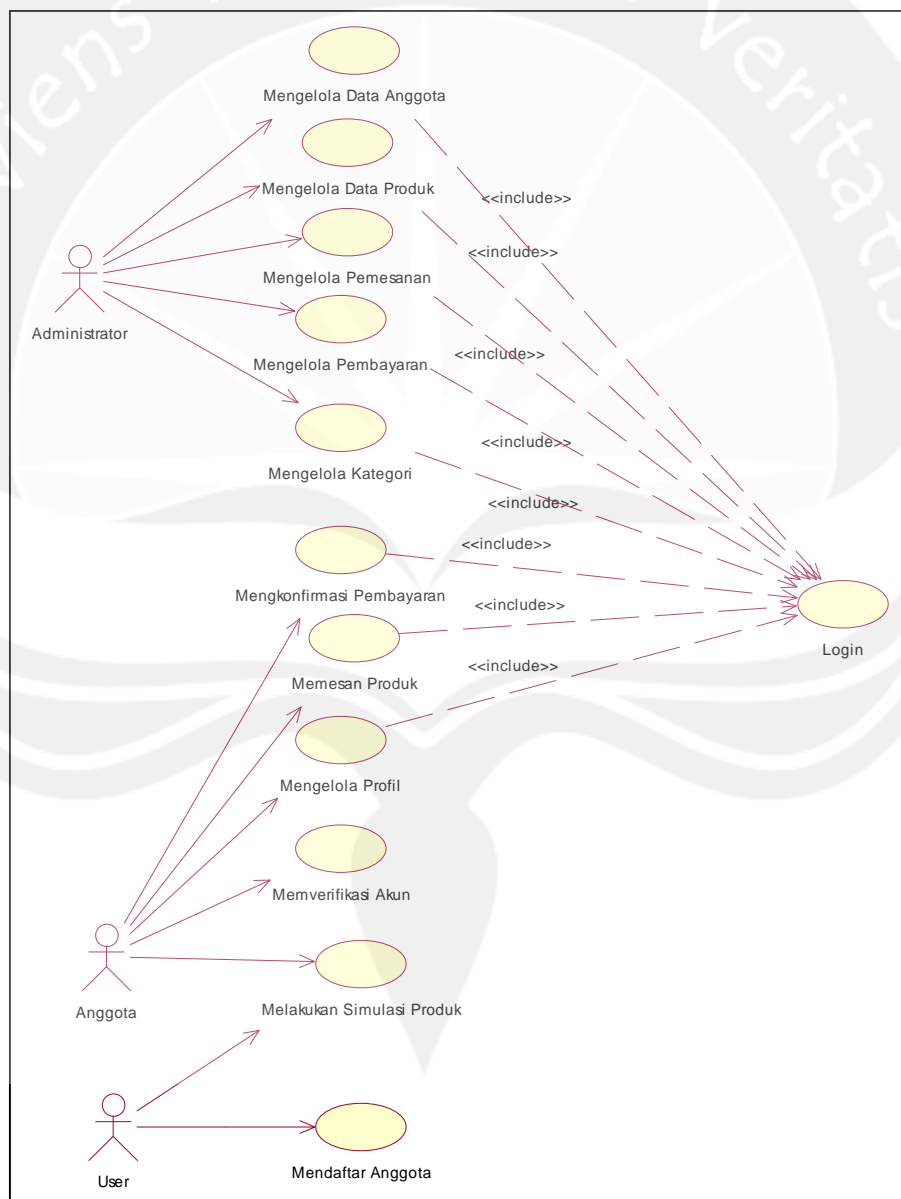 Mengelola Data Anggota
Mengelola Data Produk
<<include>>
<<include>>
Mengelola Pemesanan
Administrator
<<include>>
Mengelola Pembayaran
<<include>>
Mengelola Kategori
<<include>>
<<include>>
Mengkonfirmasi Pembayaran
<<include>>
Login
Memesan Produk
<<include>>
Mengelola Profil
Memverifikasi Akun
Melakukan Simulasi Produk
Anggota
Mendaftar Anggota
User
Veritatis